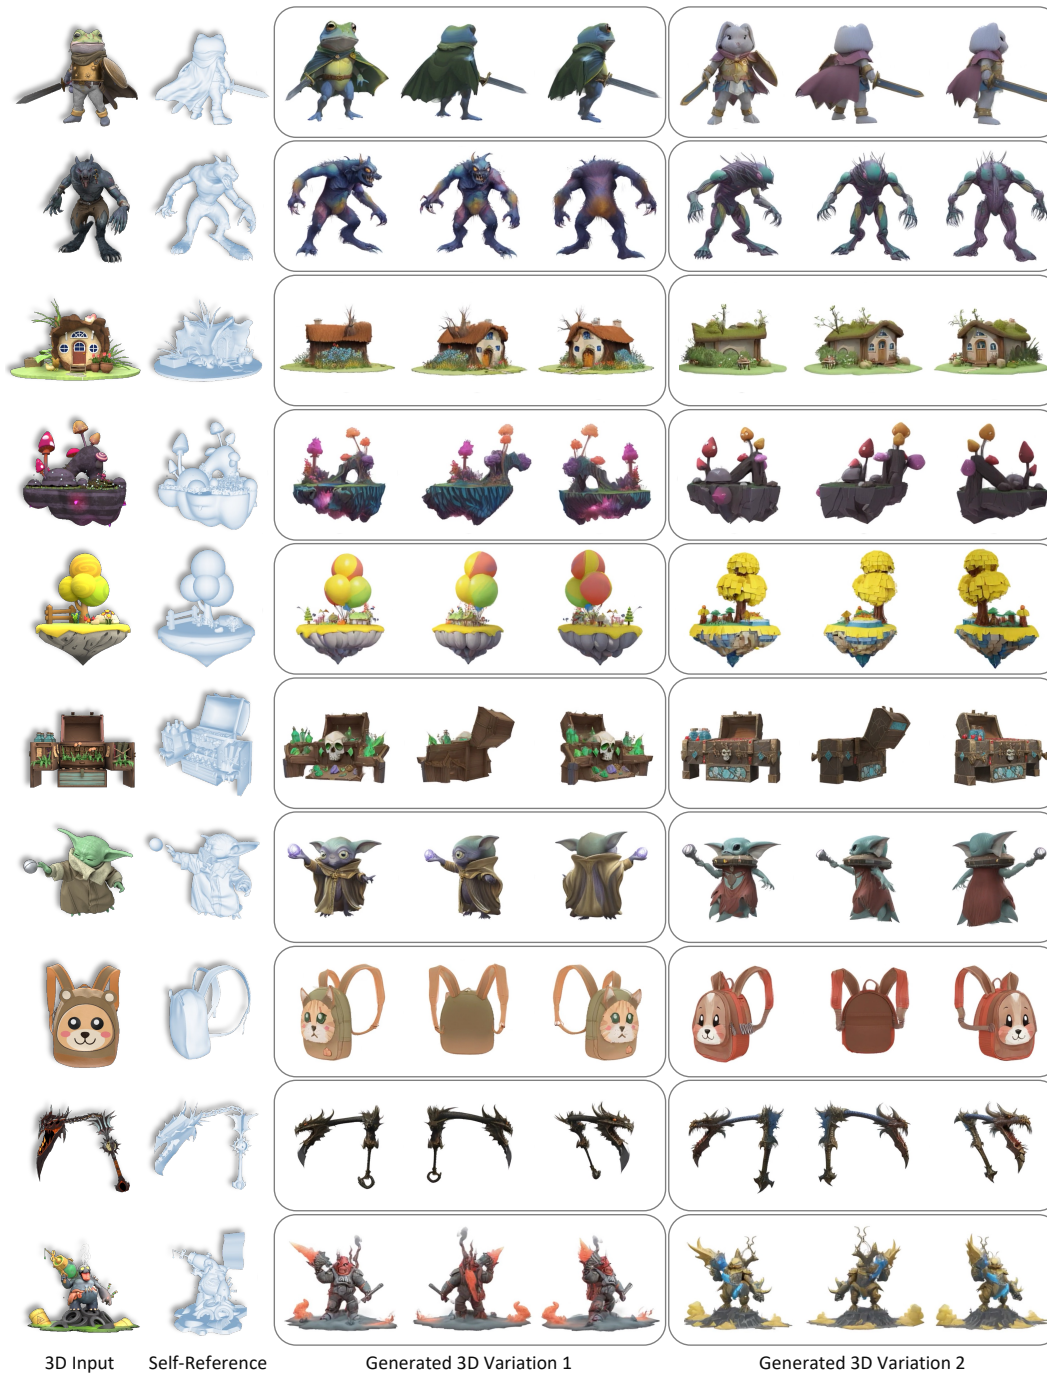 3D Input
Self-Reference
Generated 3D Variation 1
Generated 3D Variation 2